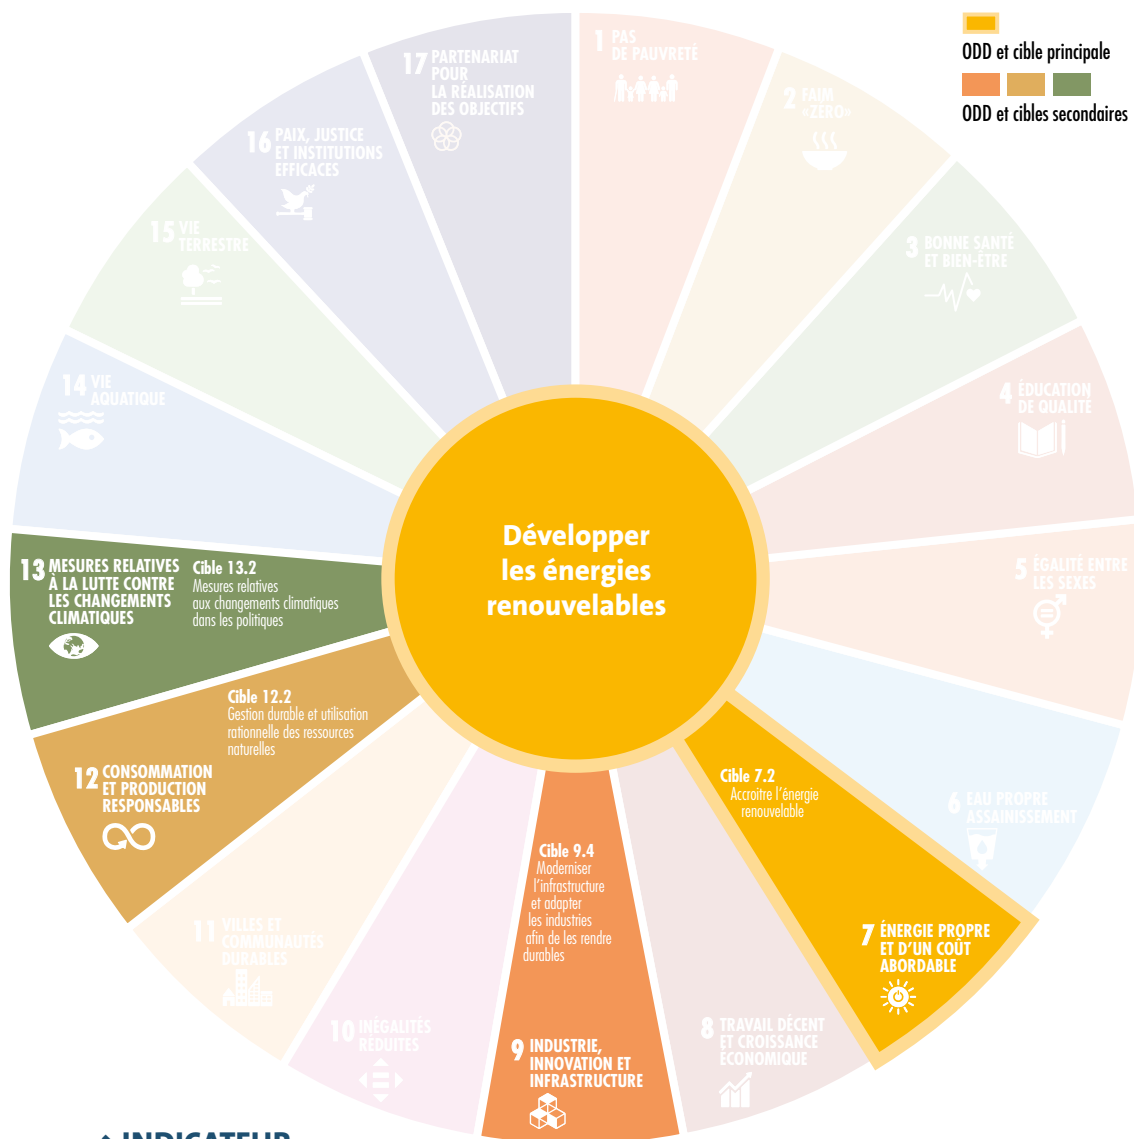 ODD et cible principale
ODD et cibles secondaires
1 PAS
DE PAUVRETÉ
2 FAIM
«ZÉRO»
3 BONNE SANTÉ
ET BIEN-ÊTRE
4 ÉDUCATION
DE QUALITÉ
5 ÉGALITÉ ENTRE
LES SEXES
6 EAU PROPRE
ASSAINISSEMENT
Cible 7.2
Accroitre l'énergie
renouvelable
7 ÉNERGIE PROPRE
ET D'UN COÛT
ABORDABLE
8 TRAVAIL DÉCENT
ET CROISSANCE
ÉCONOMIQUE
Cible 9.4
Moderniser
l'infrastructure
et adapter
les industries
afin de les rendre
durables
9 INDUSTRIE,
INNOVATION ET
INFRASTRUCTURE
10 INÉGALITÉS
RÉDUITES
11 VILLES ET
COMMUNAUTÉS
DURABLES
Cible 12.2
Gestion durable et utilisation
rationnelle des ressources
naturelles
12 CONSOMMATION
ET PRODUCTION
RESPONSABLES
13 MESURES RELATIVES
À LA LUTTE CONTRE
LES CHANGEMENTS
CLIMATIQUES
Cible 13.2
Mesures relatives
aux changements climatiques
dans les politiques
14 VIE
AQUATIQUE
15 VIE
TERRESTRE
16 PAIX, JUSTICE
ET INSTITUTIONS
EFFICACES
17 PARTENARIAT
POUR
LA RÉALISATION
DES OBJECTIFS
Développer
les énergies
renouvelables
INDICATEUR